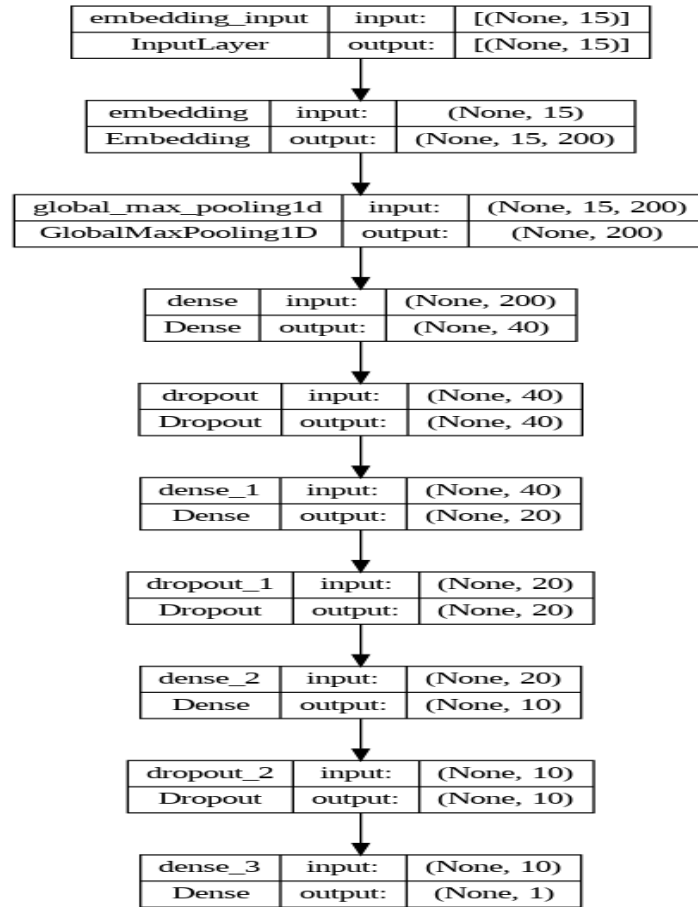 embedding_input input: [(None, 15)]
InputLayer output: [(None, 15)]
embedding input: (None, 15)
Embedding output: (None, 15, 200)
global_max_pooling1d input: (None, 15, 200)
GlobalMaxPooling1D output: (None, 200)
dense input: (None, 200)
Dense output: (None, 40)
dropout input: (None, 40)
Dropout output: (None, 40)
dense_1 input: (None, 40)
Dense output: (None, 20)
dropout_1 input: (None, 20)
Dropout output: (None, 20)
dense_2 input: (None, 20)
Dense output: (None, 10)
dropout_2 input: (None, 10)
Dropout output: (None, 10)
dense_3 input: (None, 10)
Dense output: (None, 1)